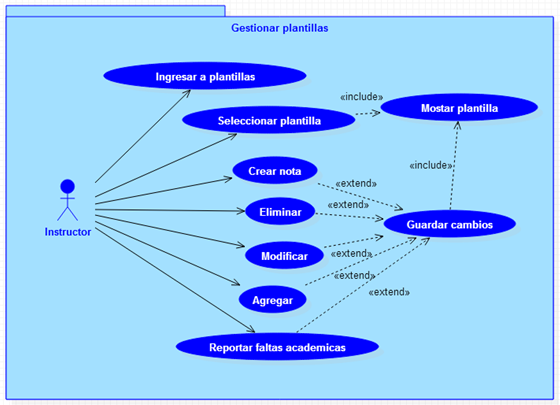 Gestionar plantillas
Ingresar a plantillas
«include»
Mostar plantilla
Seleccionar plantilla
«include»
Crear nota
«extend»
Eliminar
«extend»
Instructor
Guardar cambios
Modificar
«extend»
«extend»
Agregar
«extend»
Reportar faltas academicas